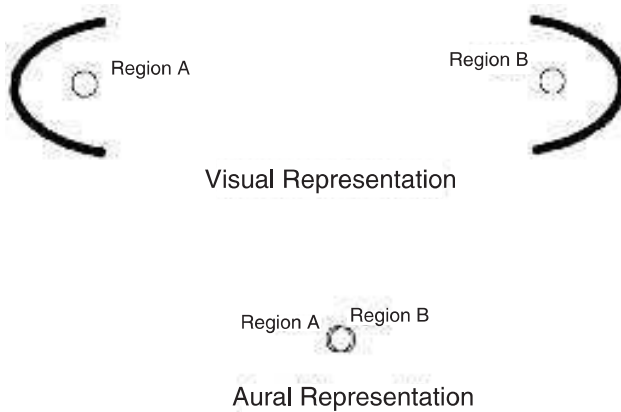 Region A
Region B
Visual Representation
Region A
Region B
Aural Representation